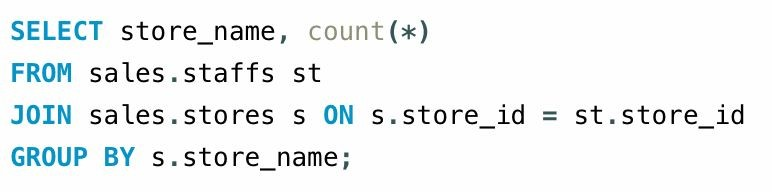 SELECT store_name, count(*)
FROM sales.staffs st
JOIN sales.stores s ON s.store_id = st.store_id
GROUP BY s.store_name;